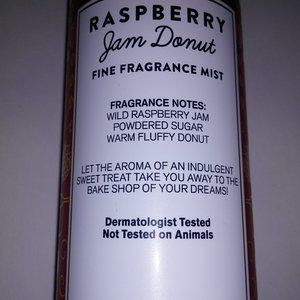 RASPBERRY
Jam Donut
FINE FRAGRANCE MIST
FRAGRANCE NOTES:
WILD RASPBERRY JAM
POWDERED SUGAR
WARM FLUFFY DONUT
LET THE AROMA OF AN INDULGENT
SWEET TREAT TAKE YOU AWAY TO THE
BAKE SHOP OF YOUR DREAMS!
Dermatologist Tested
Not Tested on Animals